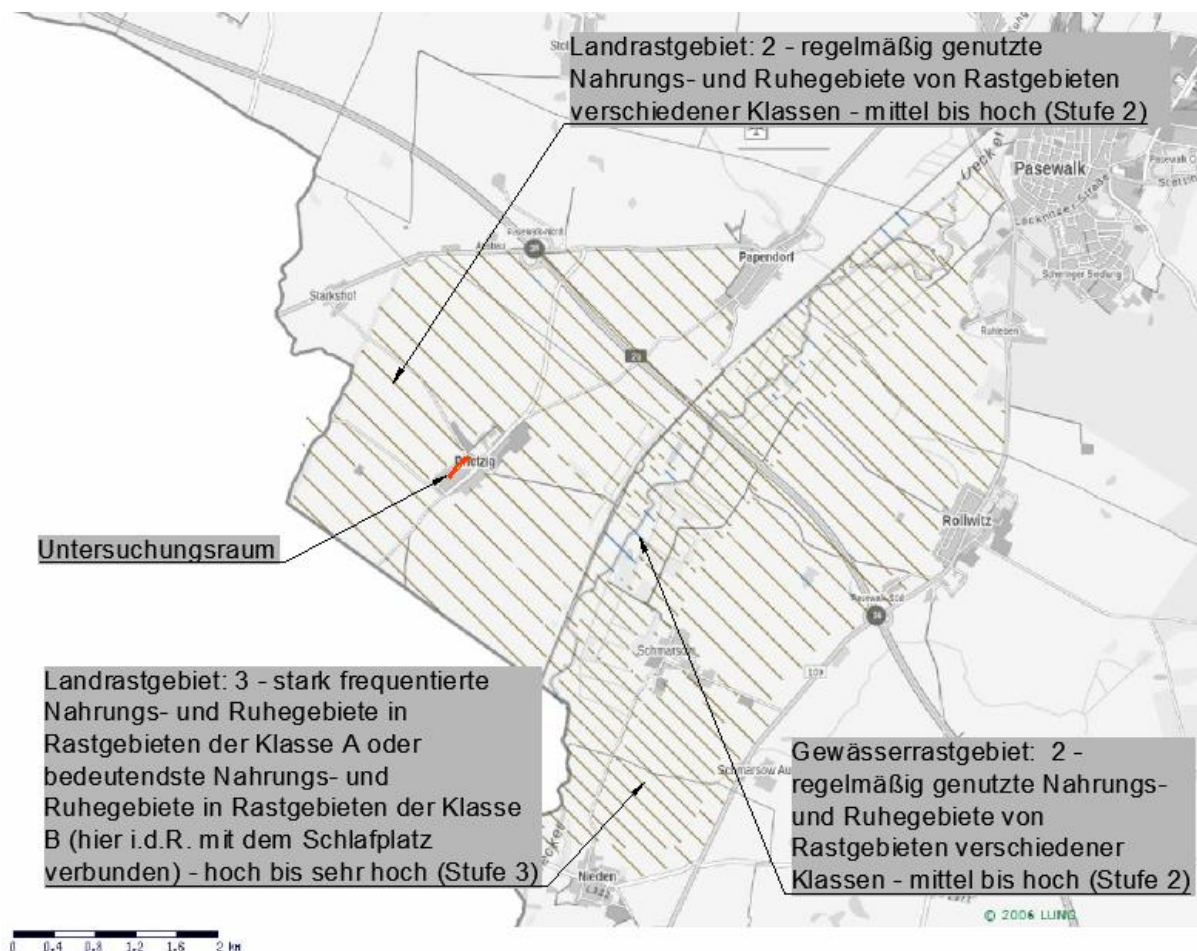 Landrastgebiet: 2 - regelmäßig genutzte
Nahrungs- und Ruhegebiete von Rastgebieten
verschiedener Klassen - mittel bis hoch (Stufe 2)
Pasewalk
Papendorf
Starkshof
Ruhleben
20
Rollwitz
Untersuchungsraum
Schmarsow
109
Landrastgebiet: 3 - stark frequentierte
Nahrungs- und Ruhegebiete in
Rastgebieten der Klasse A oder
bedeutendste Nahrungs- und
Ruhegebiete in Rastgebieten der Klasse
B (hier i.d.R. mit dem Schlafplatz
verbunden) - hoch bis sehr hoch (Stufe 3)
Schmarsow
Gewässerrastgebiet: 2 -
regelmäßig genutzte Nahrungs-
und Ruhegebiete von
Rastgebieten verschiedener
Klassen - mittel bis hoch (Stufe 2)
Nieden
© 2006 LUNG
0 0.4 0.8 1.2 1.6 2 km